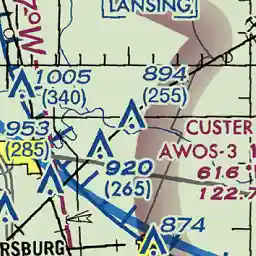 LANSING
1005
(340)
894
(255)
953
(285)
CUSTER
AWOS-3
920
(265)
616
122.7
874
RSBURG